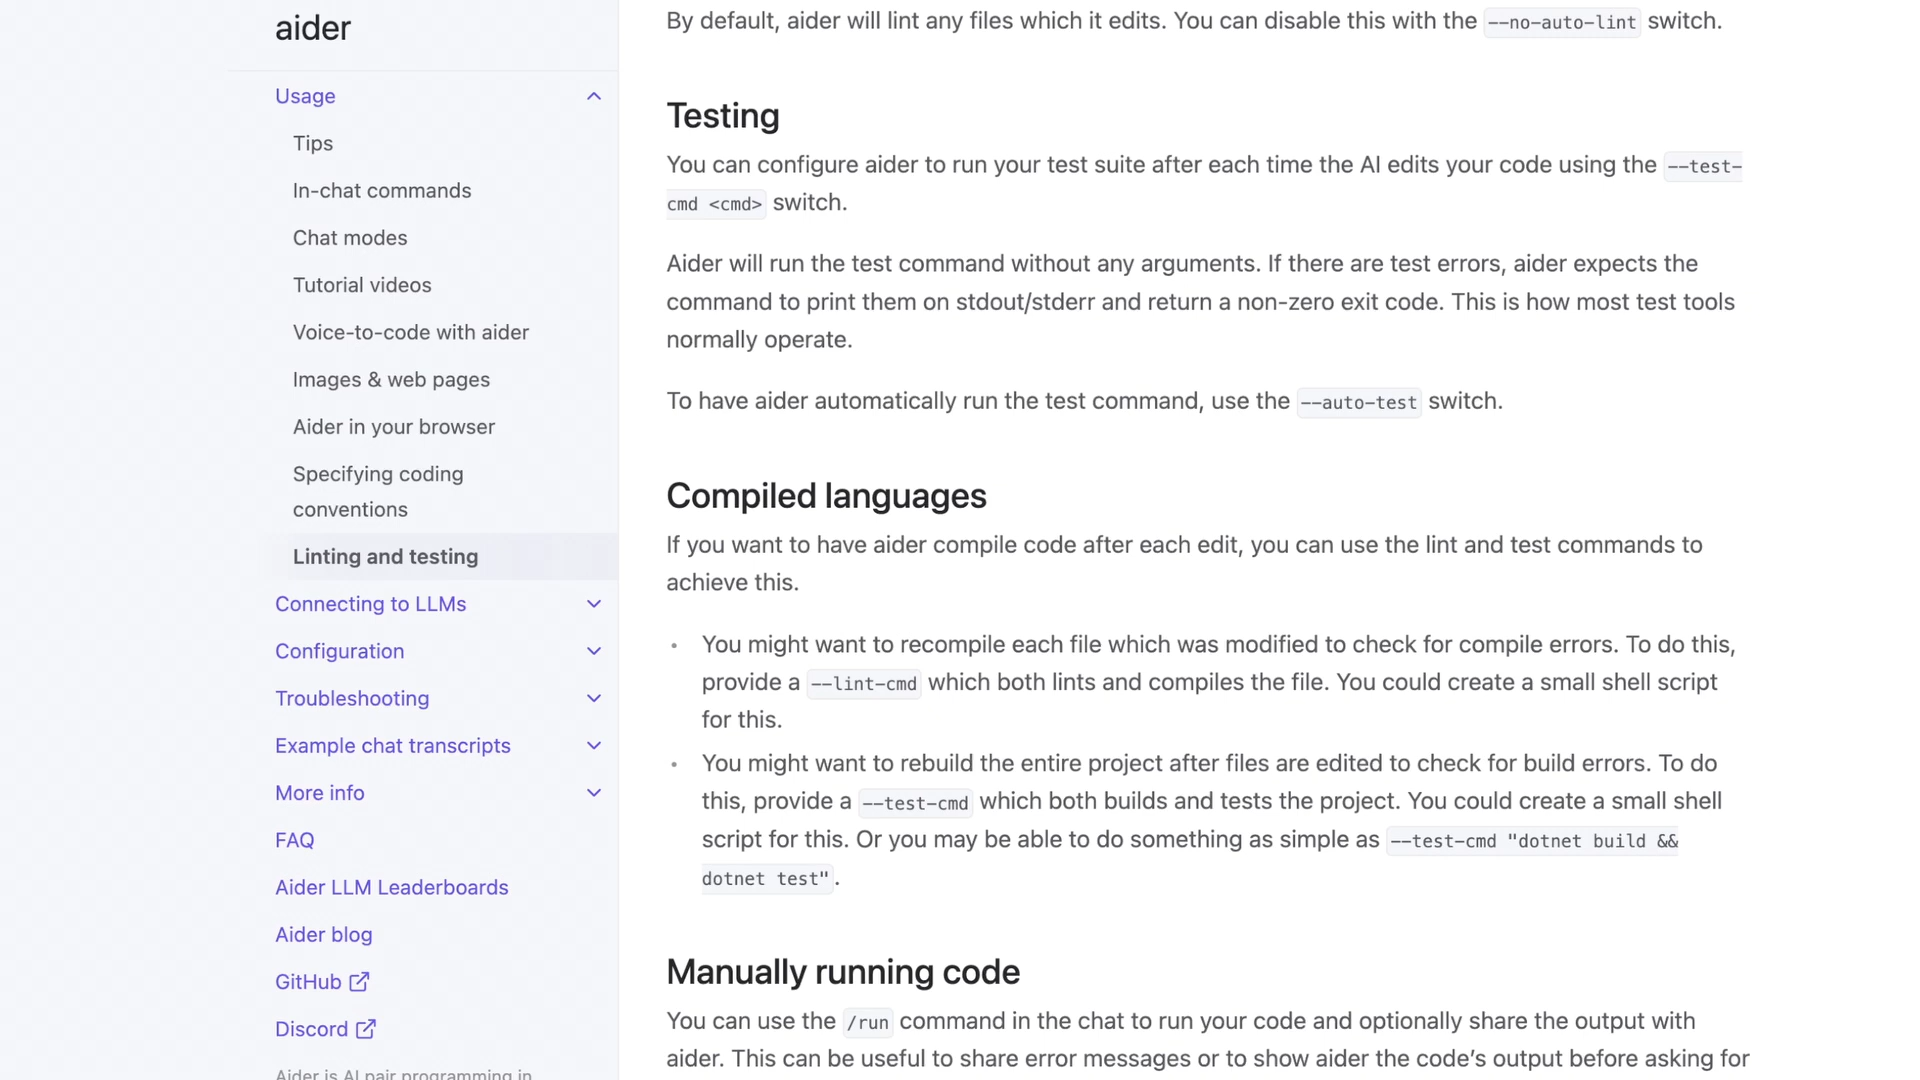 aider
Usage
Tips
In-chat commands
Chat modes
Tutorial videos
Voice-to-code with aider
Images & web pages
Aider in your browser
Specifying coding
conventions
Linting and testing
Connecting to LLMs
Configuration
Troubleshooting
Example chat transcripts
More info
FAQ
Aider LLM Leaderboards
Aider blog
GitHub
Discord
Aider is AI pair programming in
By default, aider will lint any files which it edits. You can disable this with the --no-auto-lint switch.
Testing
You can configure aider to run your test suite after each time the AI edits your code using the --test-
cmd <cmd> switch.
Aider will run the test command without any arguments. If there are test errors, aider expects the
command to print them on stdout/stderr and return a non-zero exit code. This is how most test tools
normally operate.
To have aider automatically run the test command, use the --auto-test switch.
Compiled languages
If you want to have aider compile code after each edit, you can use the lint and test commands to
achieve this.
• You might want to recompile each file which was modified to check for compile errors. To do this,
provide a --lint-cmd which both lints and compiles the file. You could create a small shell script
for this.
• You might want to rebuild the entire project after files are edited to check for build errors. To do
this, provide a --test-cmd which both builds and tests the project. You could create a small shell
script for this. Or you may be able to do something as simple as --test-cmd "dotnet build &&
dotnet test".
Manually running code
You can use the /run command in the chat to run your code and optionally share the output with
aider. This can be useful to share error messages or to show aider the code’s output before asking for